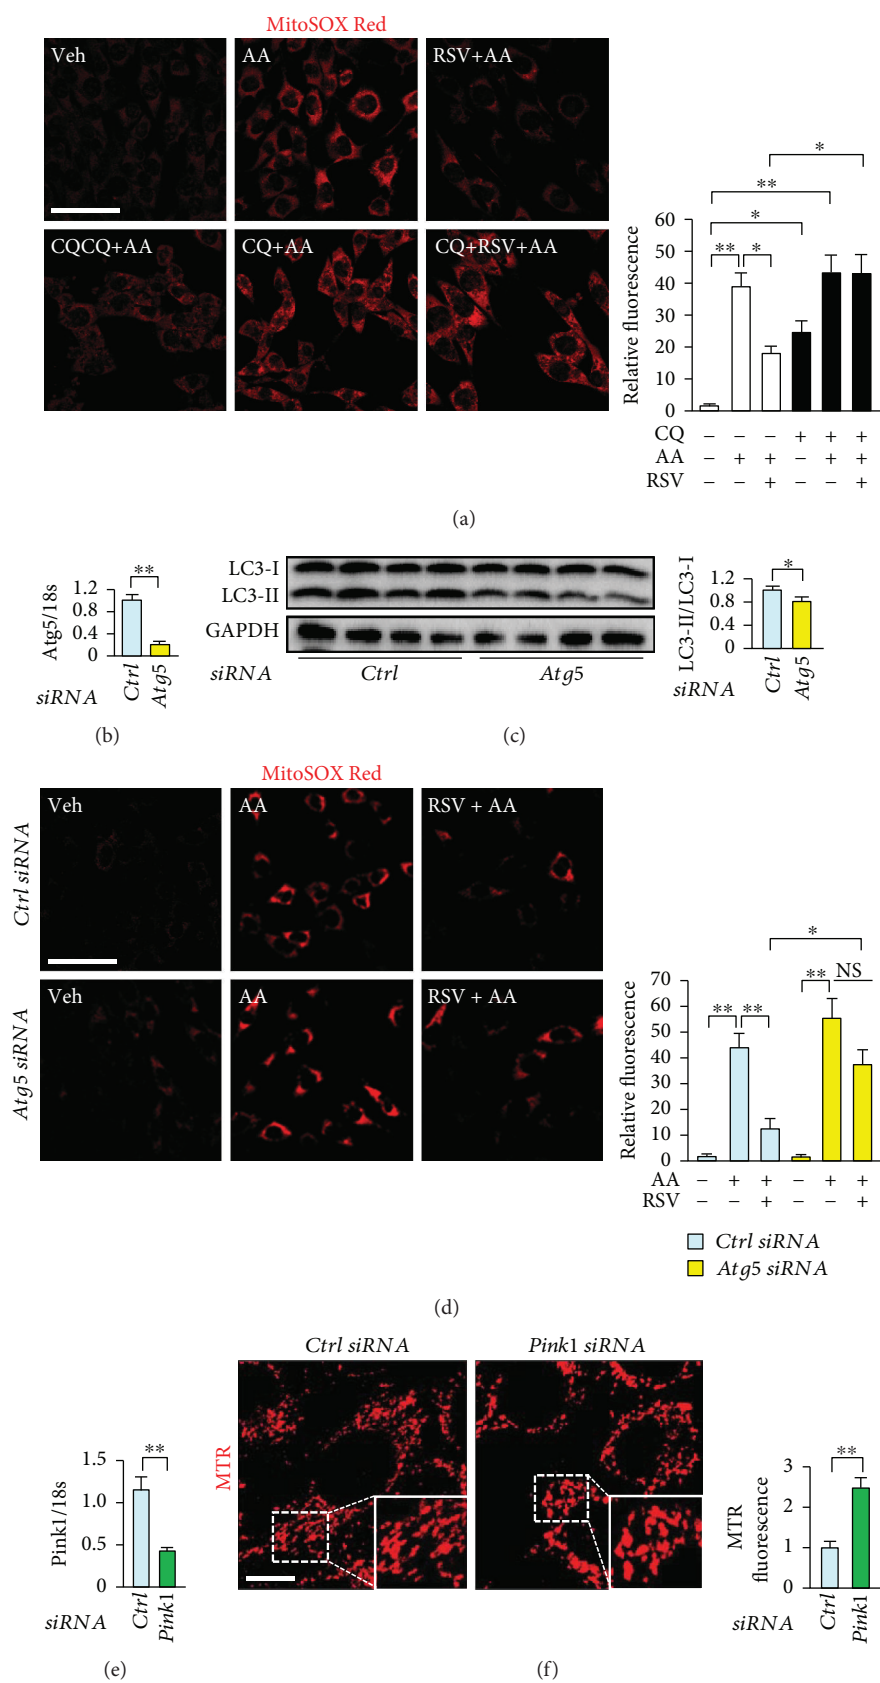 MitoSOX Red
Veh
AA
RSV+AA
CQCQ+AA
CQ+AA
CQ+RSV+AA
Relative fluorescence
60
50
40
30
20
10
0
** * * ** *
CQ − − − + + +
AA − + + − + +
RSV − − + − − +
(a)
Atg5/18s
1.2
0.8
0.4
0
**
siRNA Ctrl Atg5
(b)
LC3-I
LC3-II
GAPDH
siRNA Ctrl Atg5
LC3-II/LC3-I
1.2
0.8
0.4
0
*
siRNA Ctrl Atg5
(c)
MitoSOX Red
Ctrl siRNA
Veh
AA
RSV + AA
Atg5 siRNA
Veh
AA
RSV + AA
Relative fluorescence
70
60
50
40
30
20
10
0
** ** ** NS *
AA − + + − + +
RSV − − + − − +
Ctrl siRNA
Atg5 siRNA
(d)
Pink1/18s
1.5
1.0
0.5
0
**
siRNA Ctrl Pink1
(e)
Ctrl siRNA
Pink1 siRNA
MTR
MTR
fluorescence
3
2
1
0
**
siRNA Ctrl Pink1
(f)